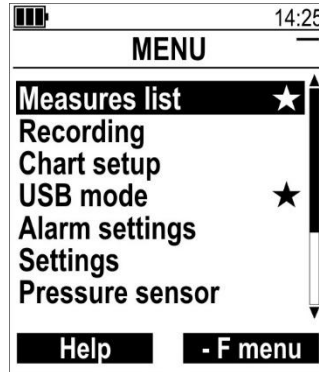 14:25
MENU
Measures list ★
Recording
Chart setup
USB mode ★
Alarm settings
Settings
Pressure sensor
Help - F menu